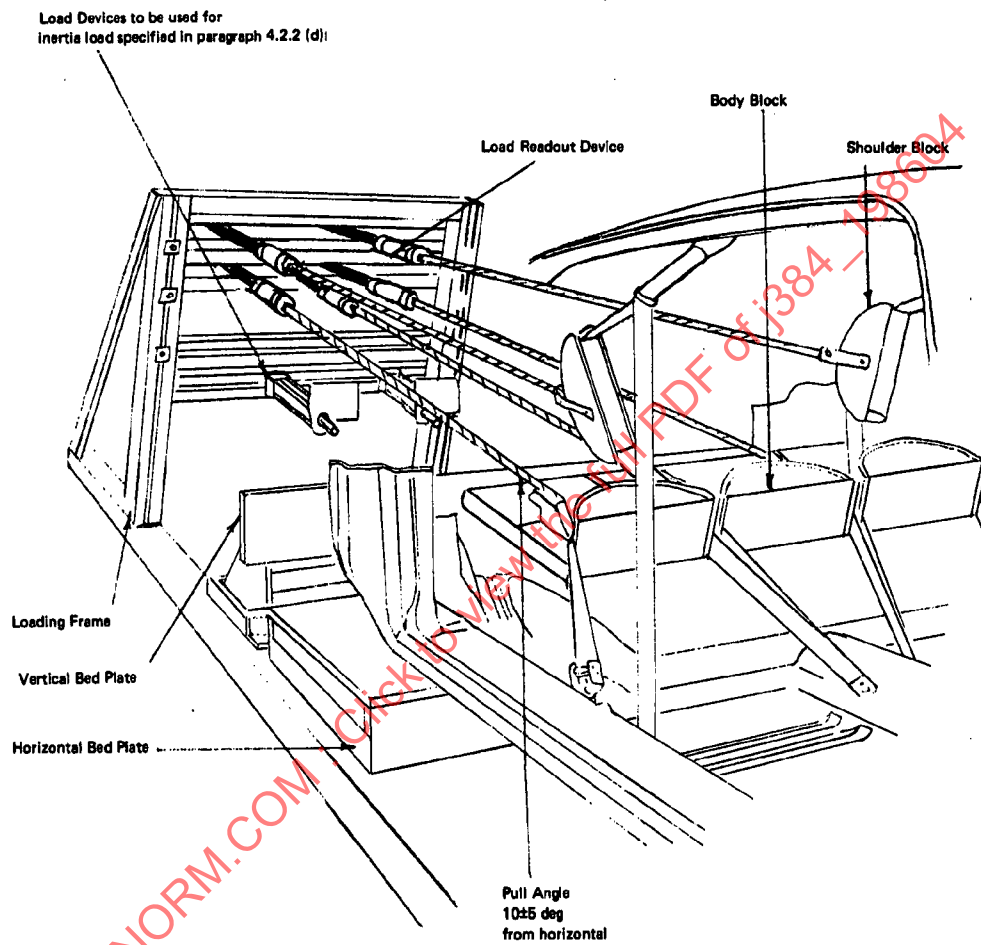 Load Devices to be used for
inertia load specified in paragraph 4.2.2 (d):
Body Block
Load Readout Device
Shoulder Block
Loading Frame
Vertical Bed Plate
Horizontal Bed Plate
Pull Angle
10±5 deg
from horizontal
NORM.COM : Click to view the full PDF of j384_198604